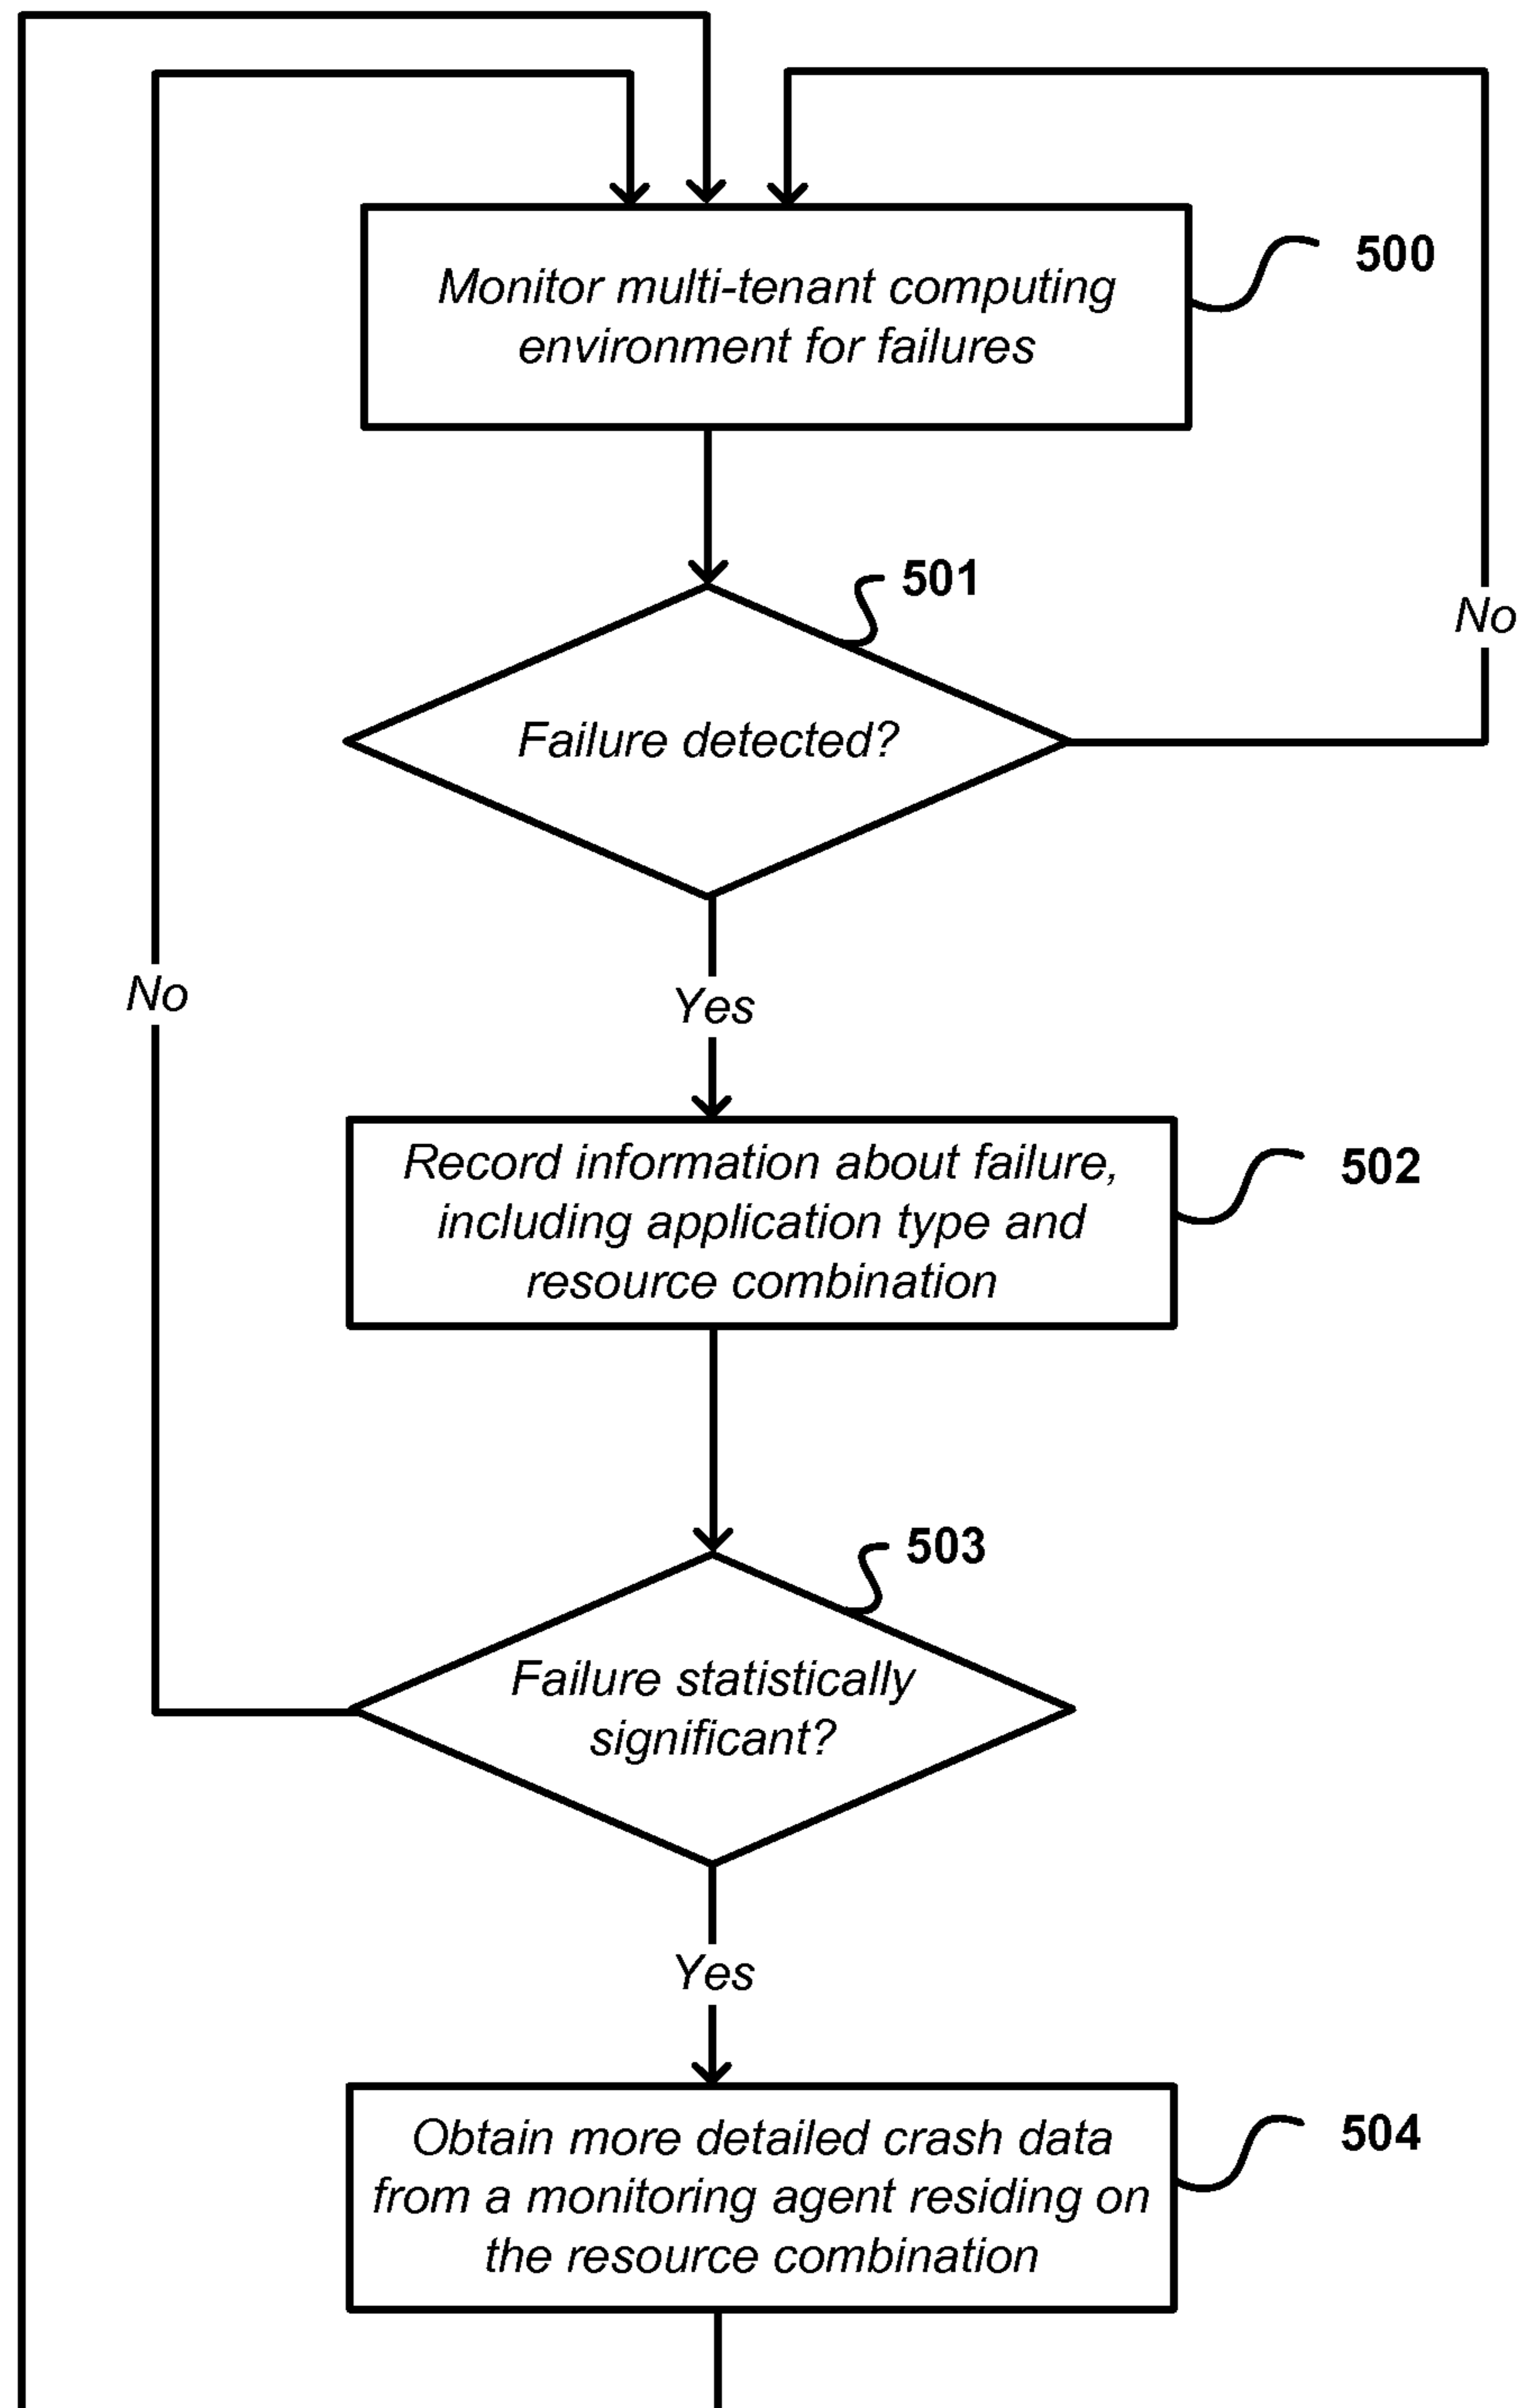 Monitor multi-tenant computing
environment for failures
500
501
Failure detected?
No
No
Yes
Record information about failure,
including application type and
resource combination
502
503
Failure statistically
significant?
Yes
Obtain more detailed crash data
from a monitoring agent residing on
the resource combination
504